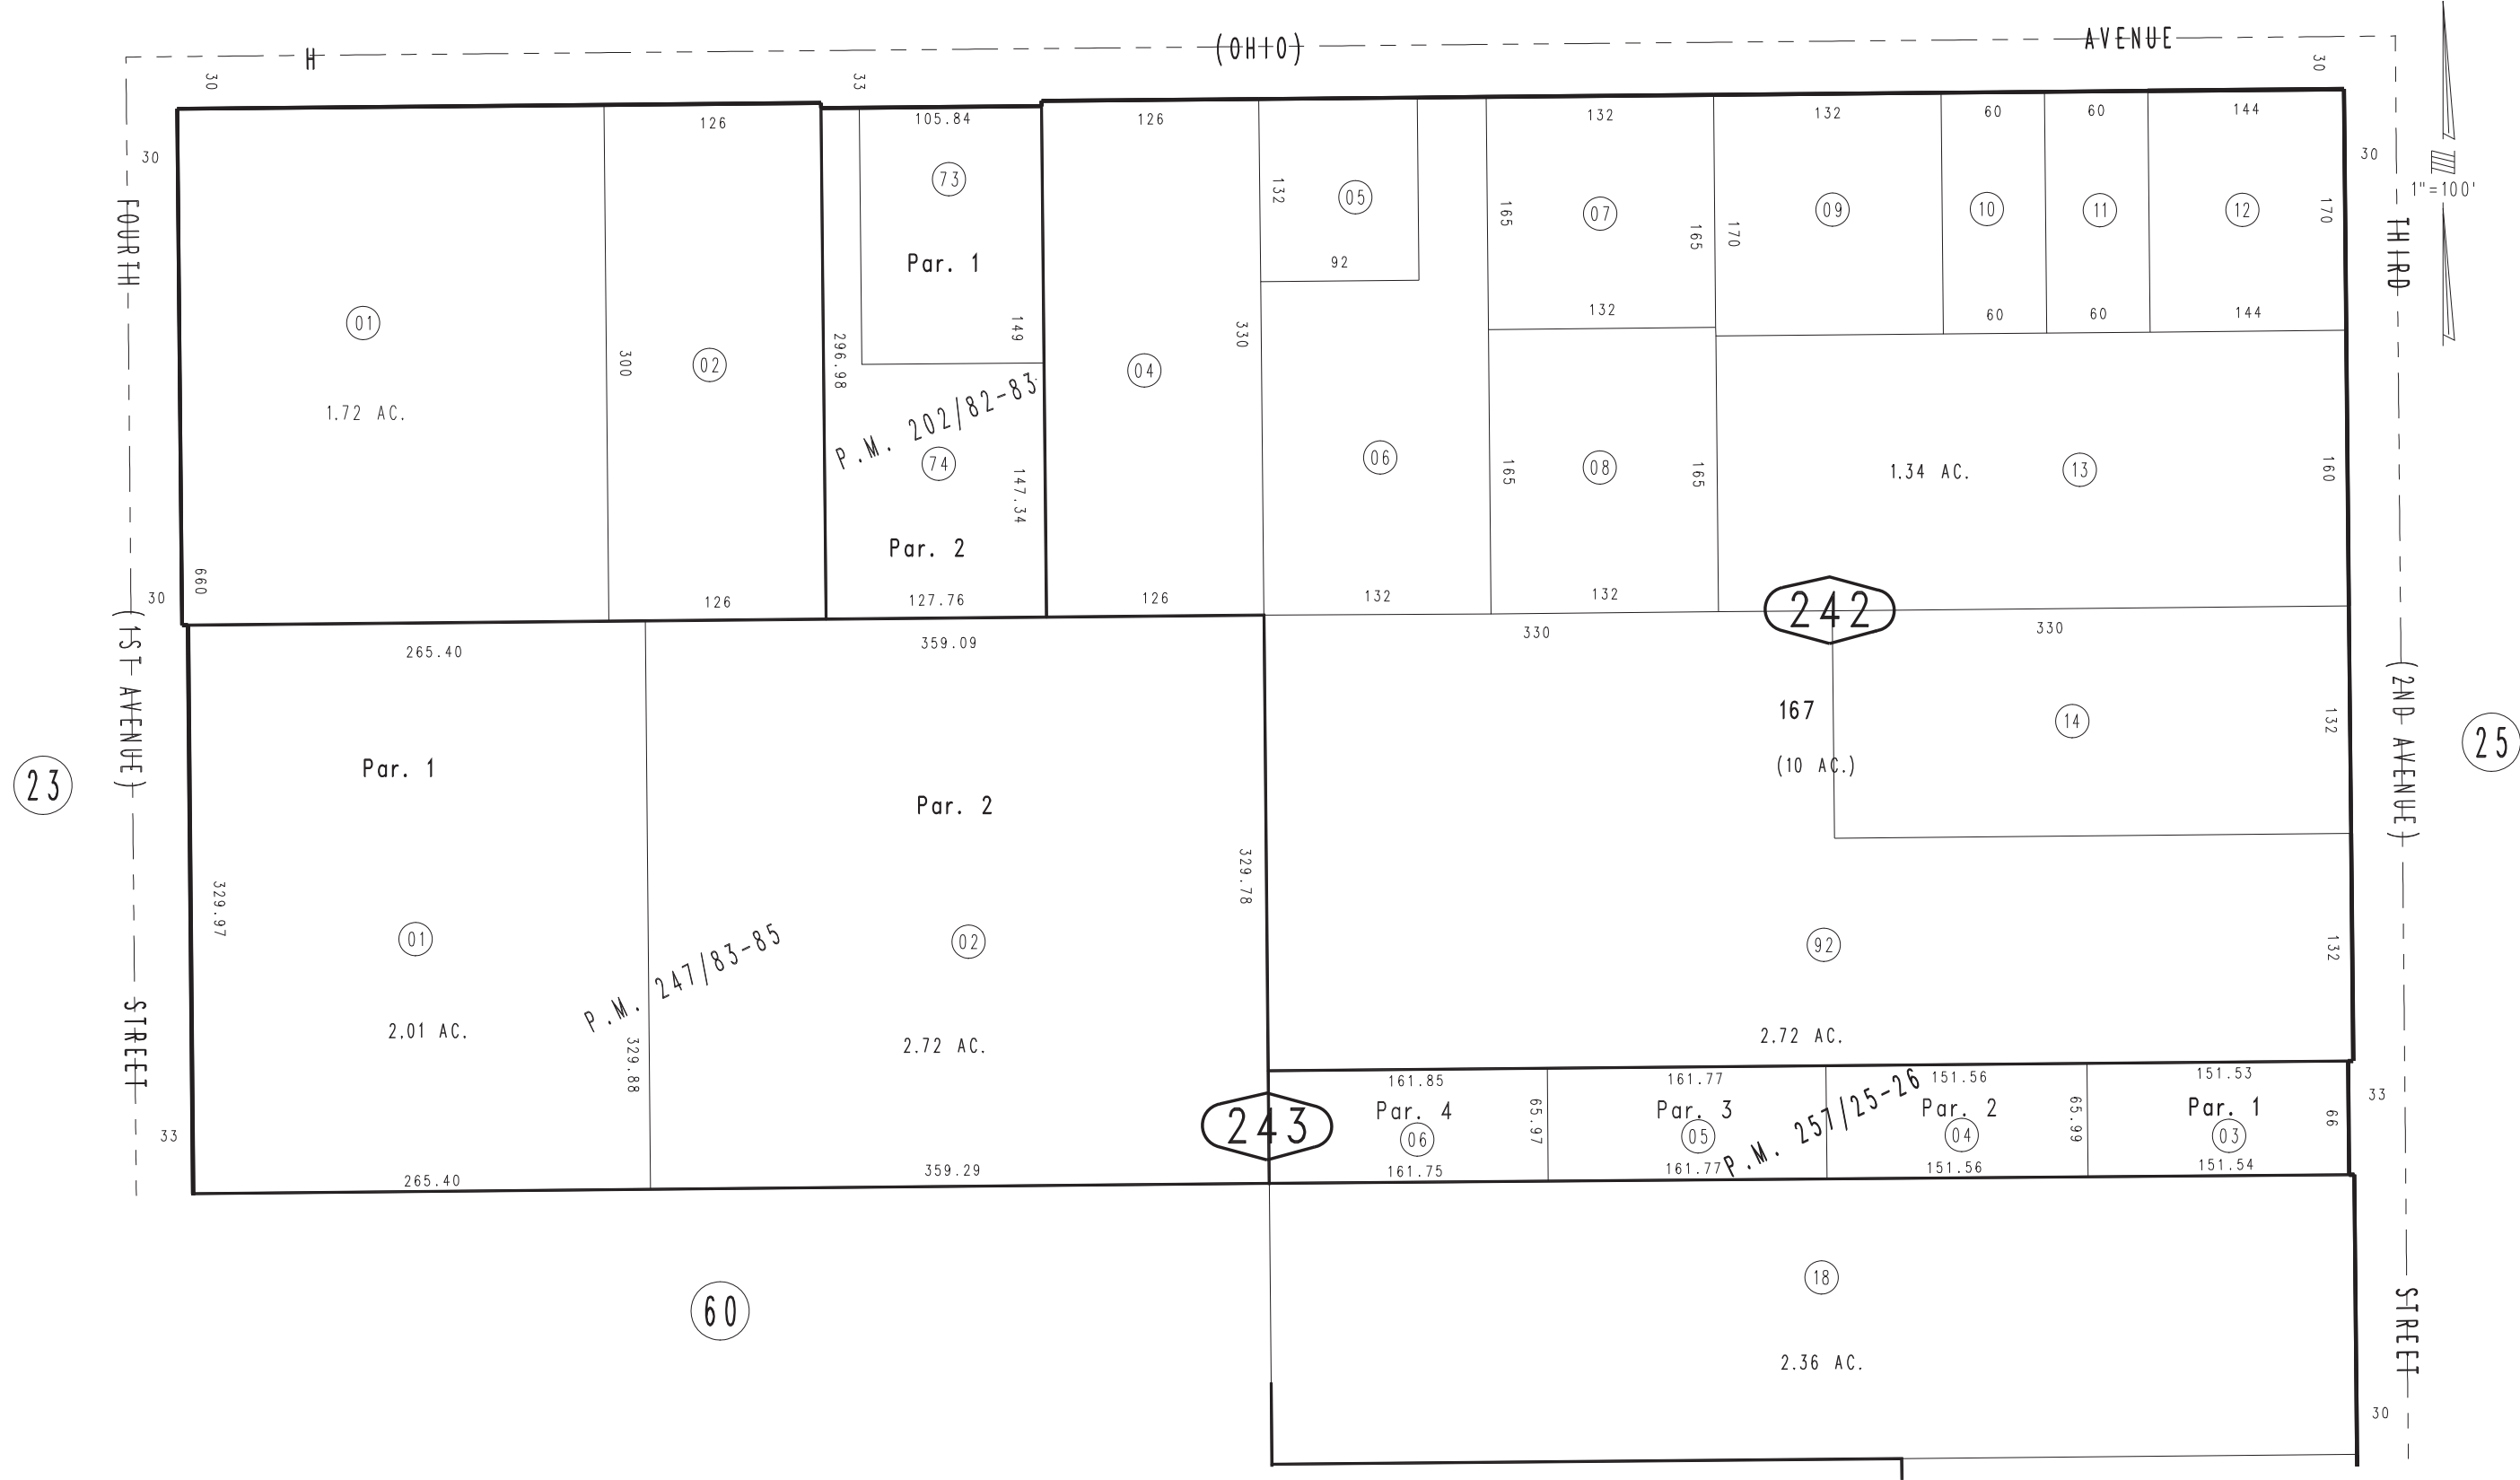 H (OHIO) AVENUE
30 33 30
126 105.84 126 132 132 60 60 144
30 30
1"=100'
73 05 07 09 10 11 12
132 165 165 170 170
FOURTH THIRD
Par. 1 92
01 149 330 132 60 60 144
02 300 296.98 04
1.72 AC.
P.M. 202/82-83
74 06 165 08 165 1.34 AC. 13 160
147.34
Par. 2
660
30 126 127.76 126 132 132
242
265.40 359.09 330 330
(1ST AVENUE) (2ND AVENUE)
167 14 132
(10 AC.)
23 25
Par. 1 Par. 2
329.97 329.78
01 02 92 132
P.M. 247/83-85
2.01 AC. 2.72 AC. 2.72 AC.
STREET
329.88
161.85 161.77 151.56 151.53
33
Par. 4 Par. 3 Par. 2 Par. 1
243 65.97 65.99 66
33 06 05 04 03
P.M. 257/25-26
265.40 359.29 161.75 161.77 151.56 151.54
60 18
STREET
2.36 AC.
30